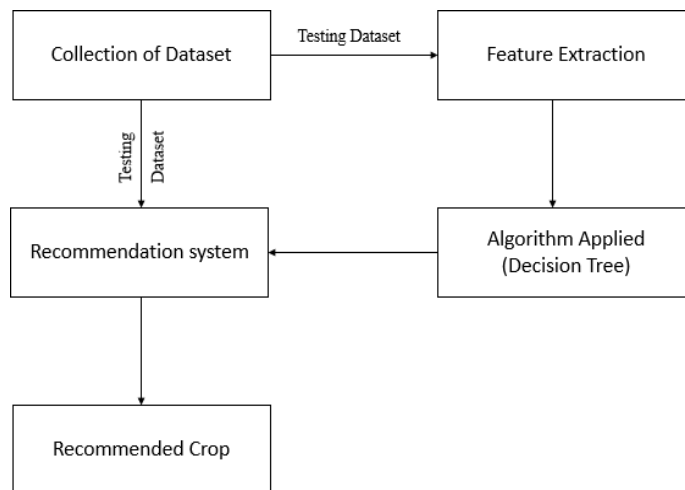 Collection of Dataset
Testing Dataset
Feature Extraction
Testing
Dataset
Recommendation system
Algorithm Applied
(Decision Tree)
Recommended Crop